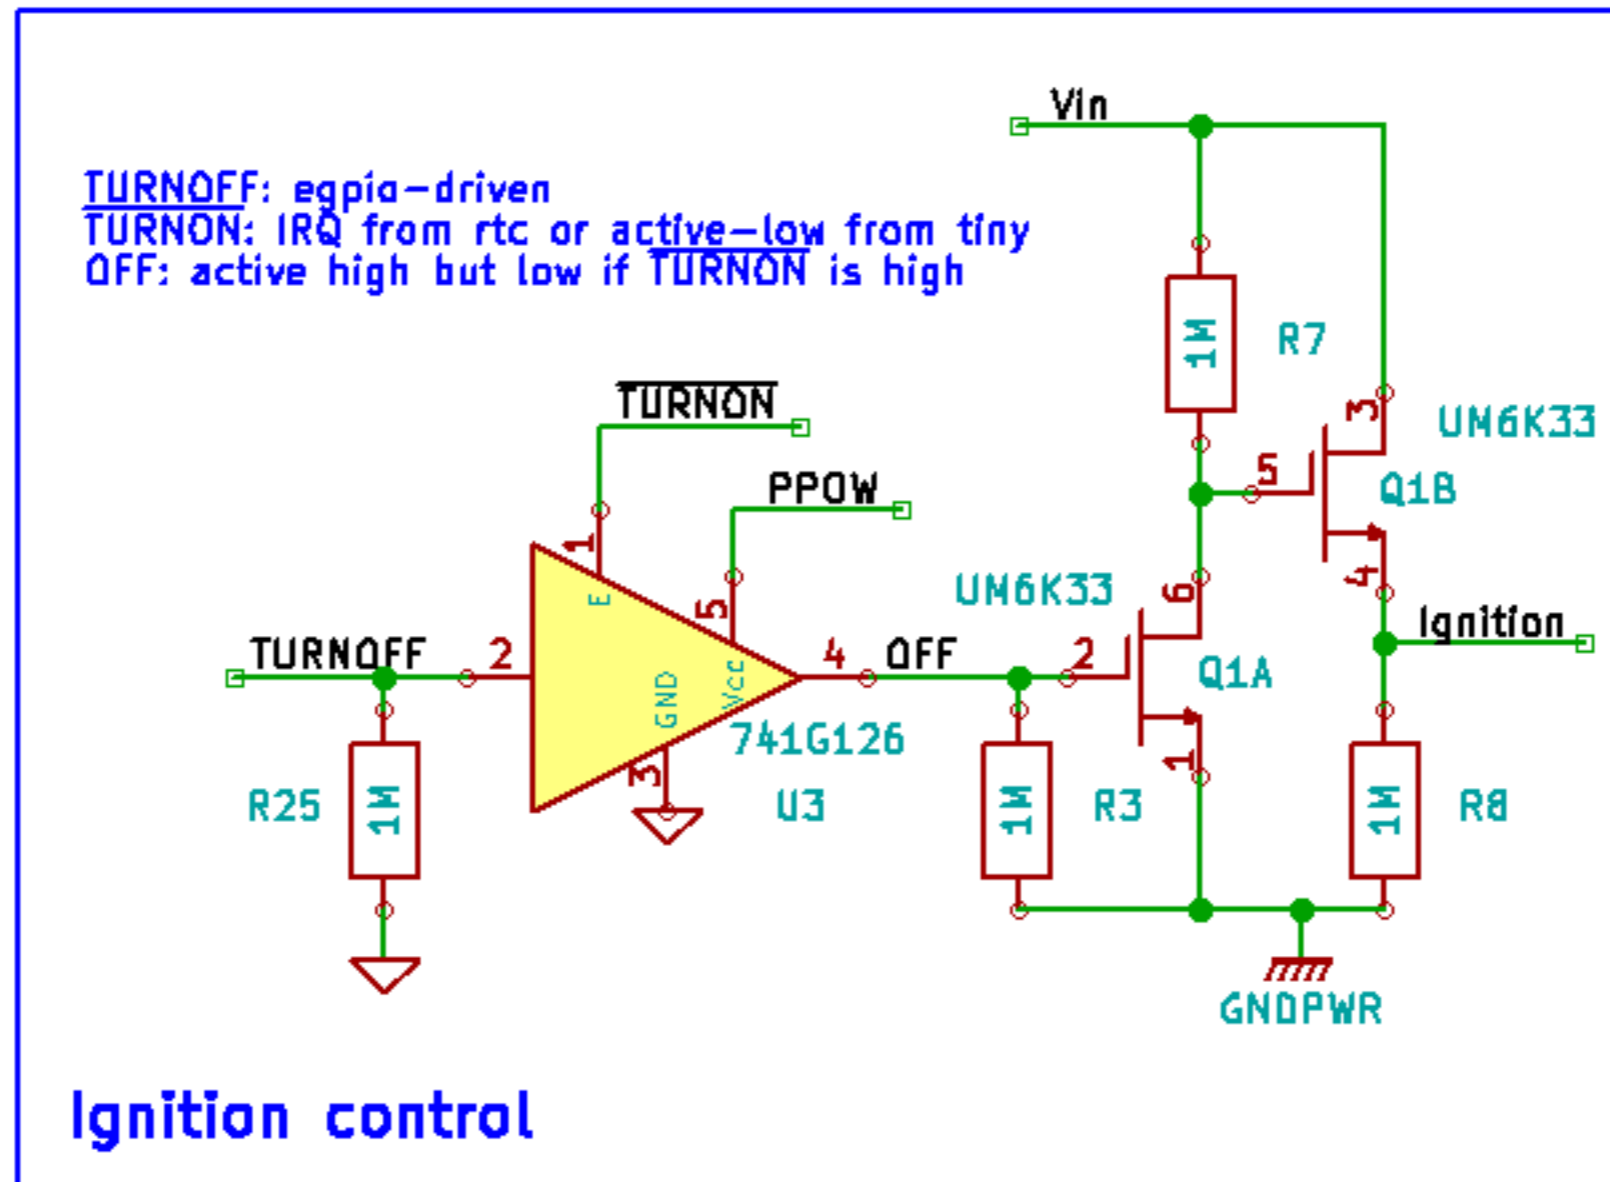 Vin
TURNOFF: egpio-driven
TURNON: IRQ from rtc or active-low from tiny
OFF: active high but low if TURNON is high
1M
R7
TURNON
3
UM6K33
5
Q1B
PPOW
1
E
5
4
UM6K33
6
Ignition
TURNOFF
2
4
OFF
2
Q1A
GND
Vcc
741G126
1
3
R25
1M
U3
1M
R3
1M
R8
GNDPWR
Ignition control